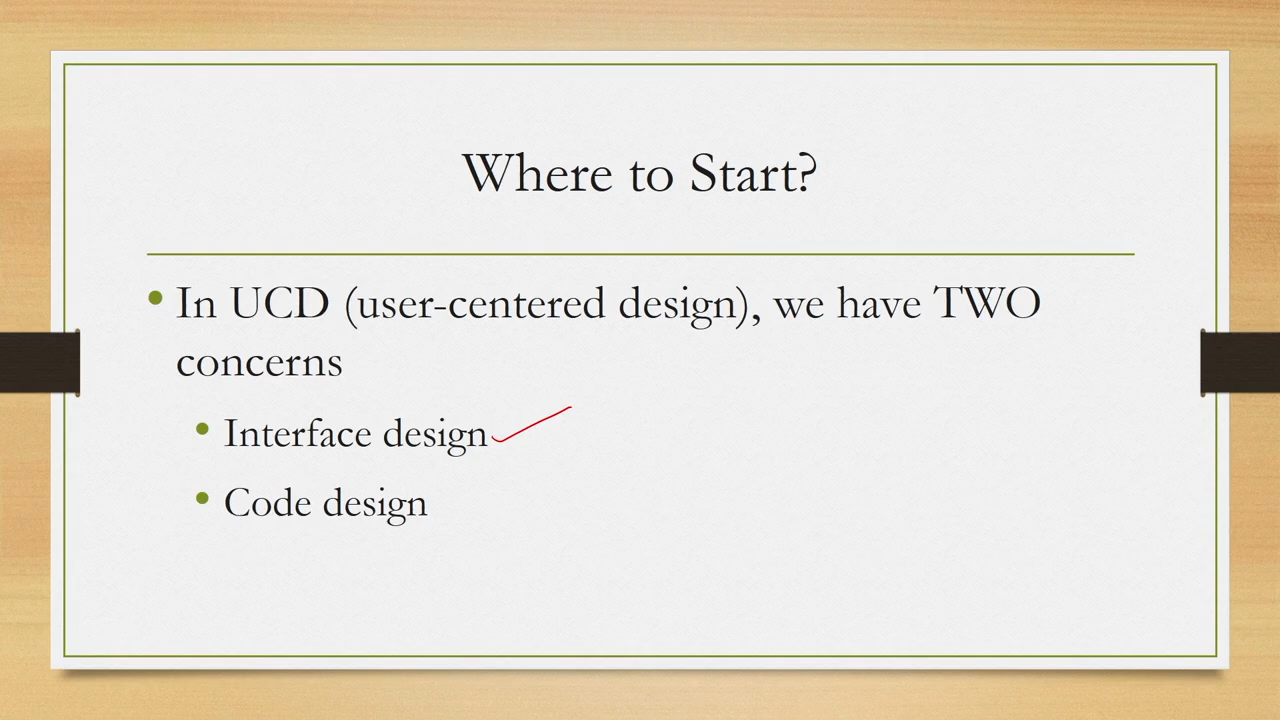 Where to Start?
• In UCD (user-centered design), we have TWO
concerns
• Interface design
• Code design